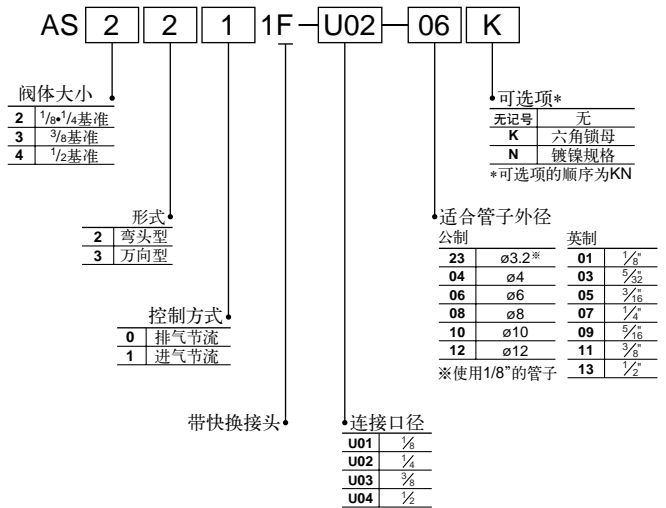 AS 2 2 1 1F — U02 — 06 K
阀体大小
2 1/8•1/4基准
3 3/8基准
4 1/2基准
形式
2 弯头型
3 万向型
控制方式
0 排气节流
1 进气节流
带快换接头
连接口径
U01 1/8
U02 1/4
U03 3/8
U04 1/2
适合管子外径
公制
23 ø3.2※
04 ø4
06 ø6
08 ø8
10 ø10
12 ø12
※使用1/8”的管子
英制
01 1/8"
03 5/32"
05 3/16"
07 1/4"
09 5/16"
11 3/8"
13 1/2"
可选项*
无记号 无
K 六角锁母
N 镀镍规格
*可选项的顺序为KN